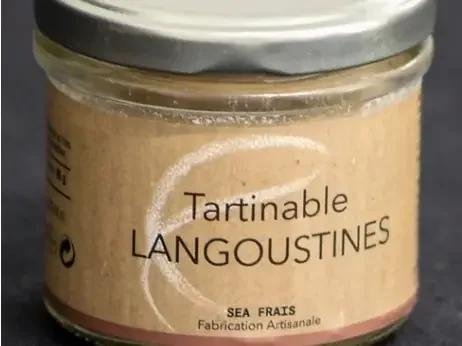 Tartinable
LANGOUSTINES
SEA FRAIS
Fabrication Artisanale